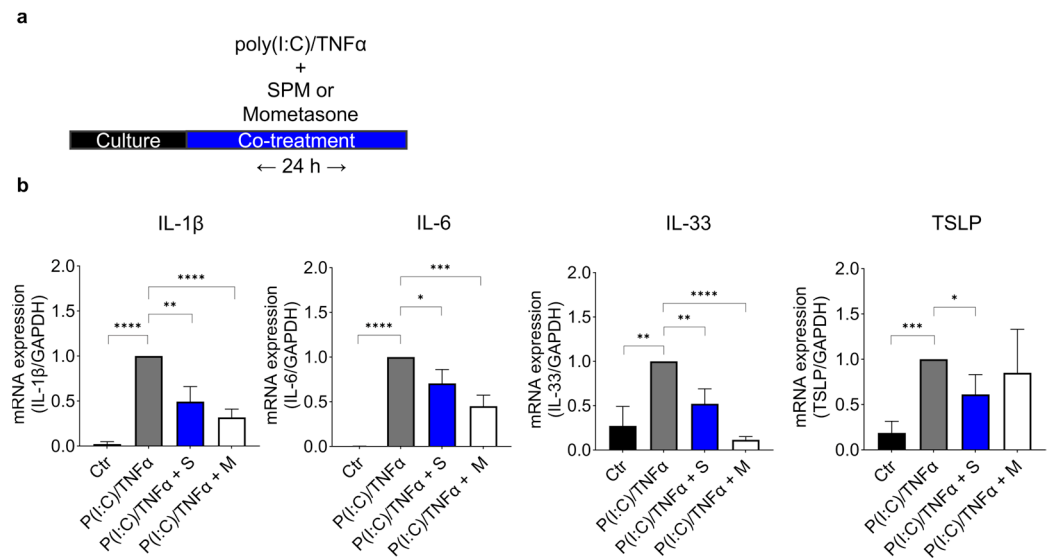 a
poly(I:C)/TNFα
+
SPM or
Mometasone
Culture
Co-treatment
← 24 h →
b
IL-1β
mRNA expression
(IL-1β/GAPDH)
2.0
1.5
1.0
0.5
0.0
****
**
****
Ctr
P(I:C)/TNFα
P(I:C)/TNFα + S
P(I:C)/TNFα + M
IL-6
mRNA expression
(IL-6/GAPDH)
2.0
1.5
1.0
0.5
0.0
***
*
****
Ctr
P(I:C)/TNFα
P(I:C)/TNFα + S
P(I:C)/TNFα + M
IL-33
mRNA expression
(IL-33/GAPDH)
2.0
1.5
1.0
0.5
0.0
****
**
**
Ctr
P(I:C)/TNFα
P(I:C)/TNFα + S
P(I:C)/TNFα + M
TSLP
mRNA expression
(TSLP/GAPDH)
2.0
1.5
1.0
0.5
0.0
*
***
Ctr
P(I:C)/TNFα
P(I:C)/TNFα + S
P(I:C)/TNFα + M